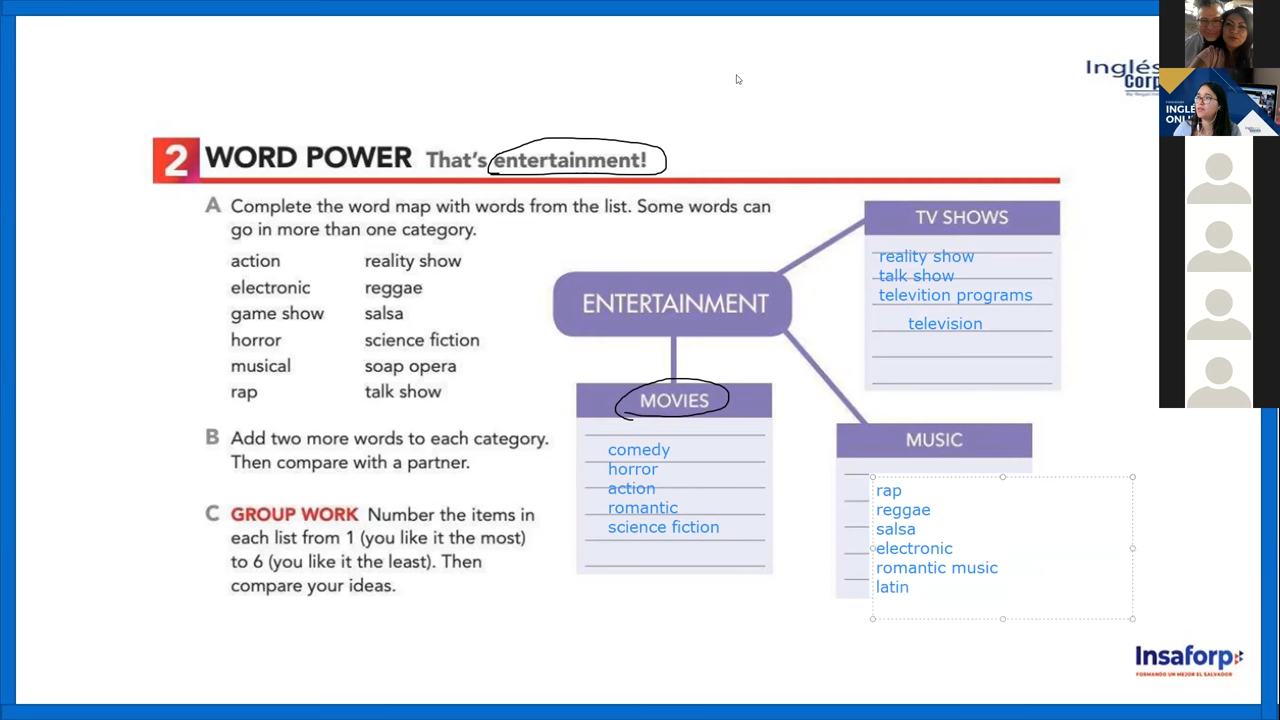 Inglés
Corp
INGLÉ
ONLI
2 WORD POWER That's entertainment!
A Complete the word map with words from the list. Some words can
go in more than one category.
action reality show
electronic reggae
game show salsa
horror science fiction
musical soap opera
rap talk show
B Add two more words to each category.
Then compare with a partner.
C GROUP WORK Number the items in
each list from 1 (you like it the most)
to 6 (you like it the least). Then
compare your ideas.
ENTERTAINMENT
TV SHOWS
reality show
talk show
televition programs
television
MOVIES
comedy
horror
action
romantic
science fiction
MUSIC
rap
reggae
salsa
electronic
romantic music
latin
Insaforp
FORMANDO UN MEJOR EL SALVADOR